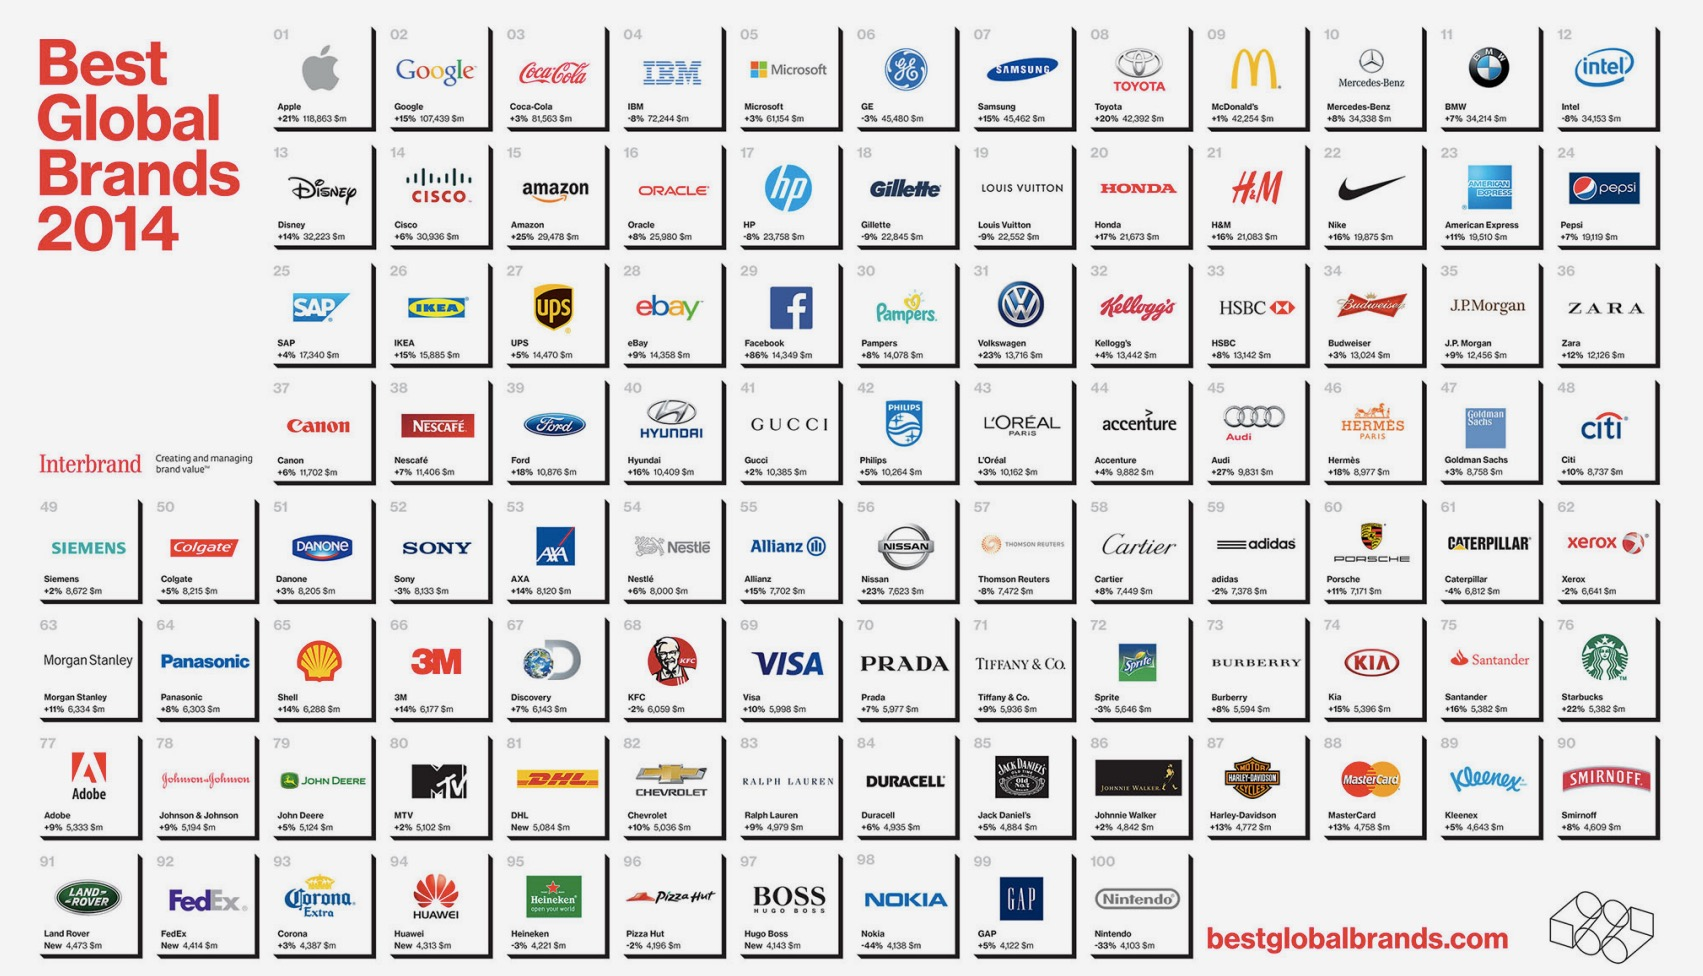 Best
Global
Brands
2014
Interbrand
Creating and managing
brand value™
01
Apple
+21% 118,863 $m
02
Google
Google
+15% 107,439 $m
03
Coca-Cola
Coca-Cola
+3% 81,563 $m
04
IBM
IBM
-8% 72,244 $m
05
Microsoft
Microsoft
+3% 61,154 $m
06
GE
GE
-3% 45,480 $m
07
SAMSUNG
Samsung
+15% 45,462 $m
08
TOYOTA
Toyota
+20% 42,392 $m
09
McDonald's
+1% 42,254 $m
10
Mercedes-Benz
Mercedes-Benz
+8% 34,338 $m
11
BMW
BMW
+7% 34,214 $m
12
intel
Intel
-8% 34,153 $m
13
Disney
Disney
+14% 32,223 $m
14
CISCO
Cisco
+6% 30,936 $m
15
amazon
Amazon
+25% 29,478 $m
16
ORACLE
Oracle
+8% 25,980 $m
17
hp
HP
-8% 23,758 $m
18
Gillette
Gillette
-9% 22,845 $m
19
LOUIS VUITTON
Louis Vuitton
-9% 22,552 $m
20
HONDA
Honda
+17% 21,673 $m
21
H&M
H&M
+16% 21,083 $m
22
Nike
+16% 19,875 $m
23
AMERICAN
EXPRESS
American Express
+11% 19,510 $m
24
pepsi
Pepsi
+7% 19,119 $m
25
SAP
SAP
+4% 17,340 $m
26
IKEA
IKEA
+15% 15,885 $m
27
ups
UPS
+5% 14,470 $m
28
ebay
eBay
+9% 14,358 $m
29
f
Facebook
+86% 14,349 $m
30
Pampers
Pampers
+8% 14,078 $m
31
Volkswagen
+23% 13,716 $m
32
Kellogg's
Kellogg's
+4% 13,442 $m
33
HSBC
HSBC
+8% 13,142 $m
34
Budweiser
Budweiser
+3% 13,024 $m
35
J.P.Morgan
J.P. Morgan
+9% 12,456 $m
36
ZARA
Zara
+12% 12,126 $m
37
Canon
Canon
+6% 11,702 $m
38
NESCAFÉ
Nescafé
+7% 11,406 $m
39
Ford
Ford
+18% 10,876 $m
40
HYUNDAI
Hyundai
+16% 10,409 $m
41
GUCCI
Gucci
+2% 10,385 $m
42
PHILIPS
Philips
+5% 10,264 $m
43
L'ORÉAL
PARIS
L'Oréal
+3% 10,162 $m
44
accenture
Accenture
+4% 9,882 $m
45
Audi
Audi
+27% 9,831 $m
46
HERMÈS
PARIS
Hermès
+18% 8,977 $m
47
Goldman
Sachs
Goldman Sachs
+3% 8,758 $m
48
citi
Citi
+10% 8,737 $m
49
SIEMENS
Siemens
+2% 8,672 $m
50
Colgate
Colgate
+5% 8,215 $m
51
DANONE
Danone
+3% 8,205 $m
52
SONY
Sony
-3% 8,133 $m
53
AXA
AXA
+14% 8,120 $m
54
Nestlé
Nestlé
+6% 8,000 $m
55
Allianz
Allianz
+15% 7,702 $m
56
NISSAN
Nissan
+23% 7,623 $m
57
THOMSON REUTERS
Thomson Reuters
-8% 7,472 $m
58
Cartier
Cartier
+8% 7,449 $m
59
adidas
adidas
-2% 7,378 $m
60
PORSCHE
Porsche
+11% 7,171 $m
61
CATERPILLAR
Caterpillar
-4% 6,812 $m
62
xerox
Xerox
-2% 6,641 $m
63
Morgan Stanley
Morgan Stanley
+11% 6,334 $m
64
Panasonic
Panasonic
+8% 6,303 $m
65
Shell
+14% 6,288 $m
66
3M
3M
+14% 6,177 $m
67
Discovery
+7% 6,143 $m
68
KFC
KFC
-2% 6,059 $m
69
VISA
Visa
+10% 5,998 $m
70
PRADA
Prada
+7% 5,977 $m
71
TIFFANY & CO.
Tiffany & Co.
+9% 5,936 $m
72
Sprite
Sprite
-3% 5,646 $m
73
BURBERRY
Burberry
+8% 5,594 $m
74
KIA
Kia
+15% 5,396 $m
75
Santander
Santander
+16% 5,382 $m
76
Starbucks
+22% 5,382 $m
77
Adobe
Adobe
+9% 5,333 $m
78
Johnson & Johnson
Johnson & Johnson
+9% 5,194 $m
79
JOHN DEERE
John Deere
+5% 5,124 $m
80
MTV
MTV
+2% 5,102 $m
81
DHL
DHL
New 5,084 $m
82
CHEVROLET
Chevrolet
+10% 5,036 $m
83
RALPH LAUREN
Ralph Lauren
+9% 4,979 $m
84
DURACELL
Duracell
+6% 4,935 $m
85
JACK DANIEL'S
Jack Daniel's
+5% 4,884 $m
86
JOHNNIE WALKER
Johnnie Walker
+2% 4,842 $m
87
MOTOR
HARLEY-DAVIDSON
CYCLES
Harley-Davidson
+13% 4,772 $m
88
MasterCard
MasterCard
+13% 4,758 $m
89
Kleenex
Kleenex
+5% 4,643 $m
90
SMIRNOFF
Smirnoff
+8% 4,609 $m
91
LAND-
-ROVER
Land Rover
New 4,473 $m
92
FedEx
FedEx
New 4,414 $m
93
Corona
Extra
Corona
+3% 4,387 $m
94
HUAWEI
Huawei
New 4,313 $m
95
Heineken
open your world
Heineken
-3% 4,221 $m
96
Pizza Hut
Pizza Hut
-2% 4,196 $m
97
BOSS
HUGO BOSS
Hugo Boss
New 4,143 $m
98
NOKIA
Nokia
-44% 4,138 $m
99
GAP
GAP
+5% 4,122 $m
100
Nintendo
Nintendo
-33% 4,103 $m
bestglobalbrands.com